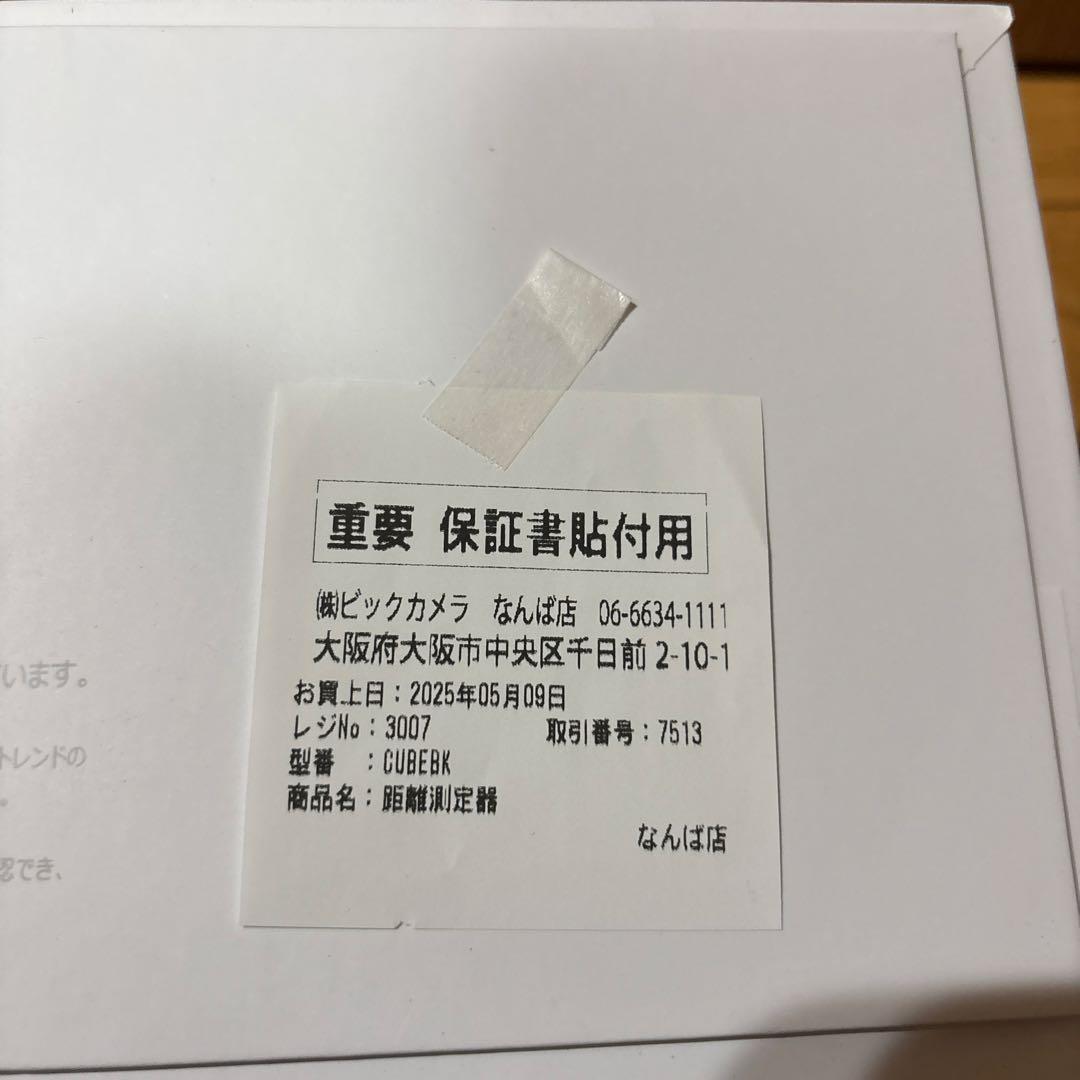 重要 保証書貼付用
㈱ビックカメラ なんば店 06-6634-1111
大阪府大阪市中央区千日前2-10-1
お買上日：2025年05月09日
レジNo：3007 取引番号：7513
型番 ：CUBEBK
商品名：距離測定器
なんば店
います。
トレンドの
。
認でき、